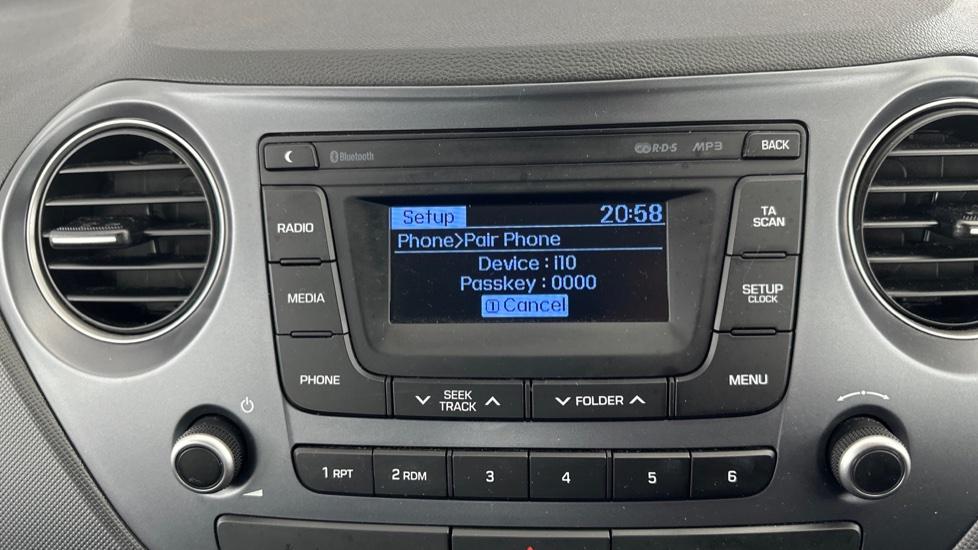 Bluetooth
R·D·S MP3 BACK
RADIO
Setup 20:58
Phone>Pair Phone
Device : i10
Passkey : 0000
1 Cancel
TA
SCAN
MEDIA
SETUP
CLOCK
PHONE
SEEK
TRACK
FOLDER
MENU
1 RPT 2 RDM 3 4 5 6